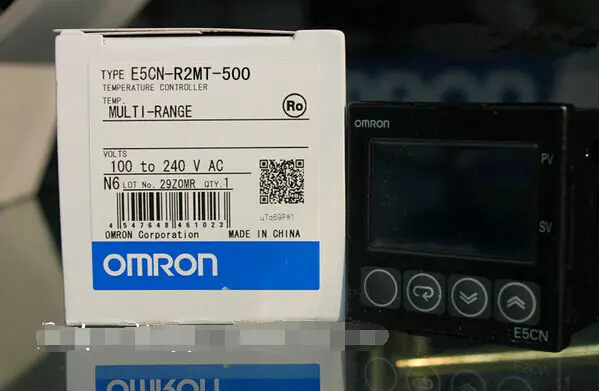 TYPE E5CN-R2MT-500
TEMPERATURE CONTROLLER
TEMP.
MULTI-RANGE
Ro
VOLTS
100 to 240 V AC
N6 LOT No. 29Z0MR QTY. 1
4 547648 461023
uTa69PW1
OMRON Corporation MADE IN CHINA
OMRON
OMRON
PV
SV
E5CN